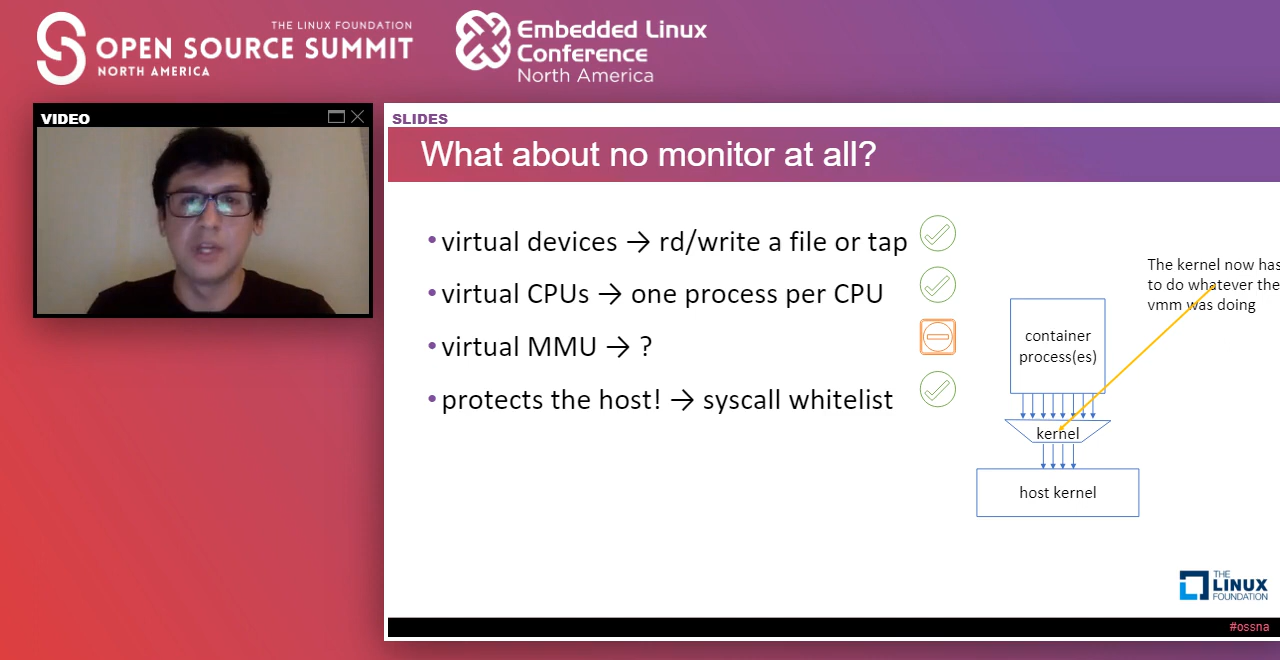 THE LINUX FOUNDATION
OPEN SOURCE SUMMIT
NORTH AMERICA
Embedded Linux
Conference
North America
VIDEO
SLIDES
What about no monitor at all?
•virtual devices → rd/write a file or tap
•virtual CPUs → one process per CPU
•virtual MMU → ?
•protects the host! → syscall whitelist
The kernel now has
to do whatever the
vmm was doing
container
process(es)
kernel
host kernel
THE
LINUX
FOUNDATION
#ossna